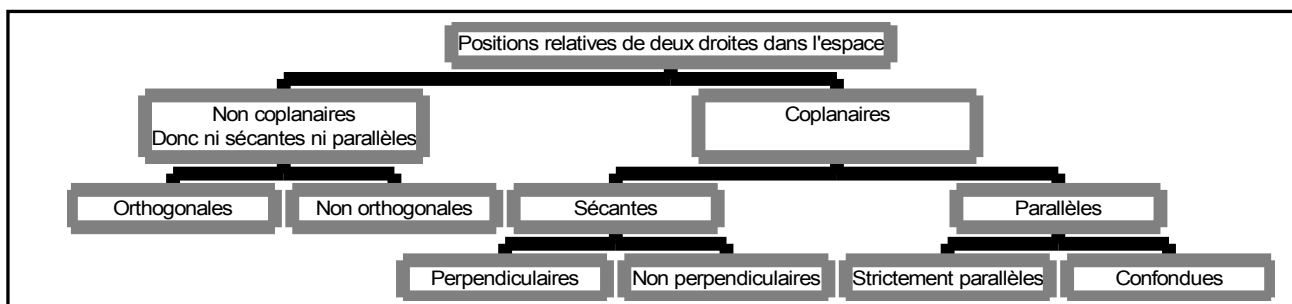 Positions relatives de deux droites dans l'espace
Non coplanaires
Donc ni sécantes ni parallèles
Coplanaires
Orthogonales
Non orthogonales
Sécantes
Parallèles
Perpendiculaires
Non perpendiculaires
Strictement parallèles
Confondues